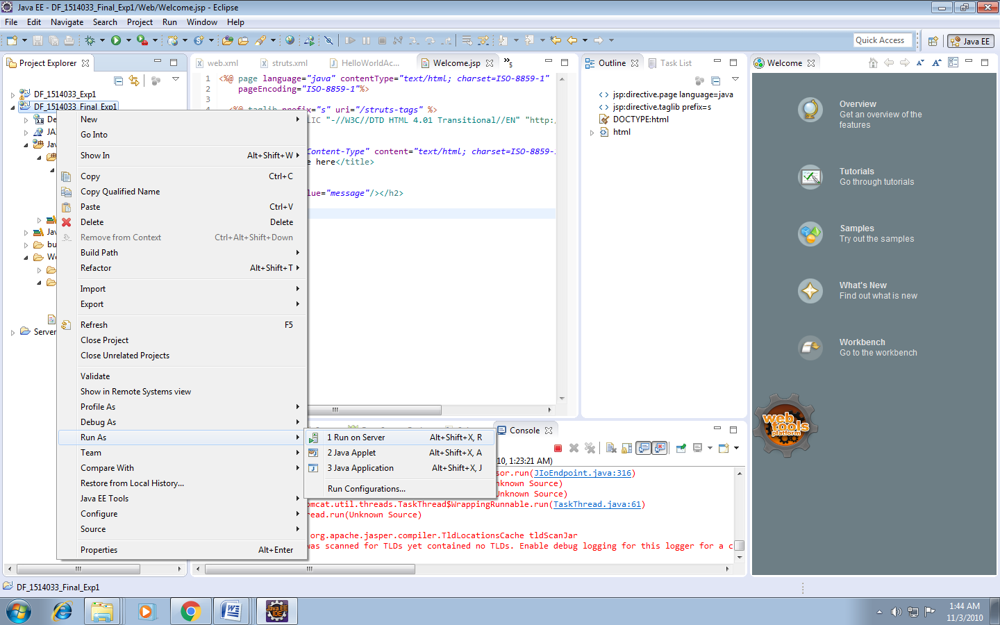 Java EE - DF_1514033_Final_Exp1/Web/Welcome.jsp - Eclipse
File Edit Navigate Search Project Run Window Help
Quick Access
Java EE
Project Explorer
DF_1514033_Exp1
DF_1514033_Final_Exp1
De
JA
Jav
Jav
bu
We
Server
New
Go Into
Show In Alt+Shift+W
Copy Ctrl+C
Copy Qualified Name
Paste Ctrl+V
Delete Delete
Remove from Context Ctrl+Alt+Shift+Down
Build Path
Refactor Alt+Shift+T
Import
Export
Refresh F5
Close Project
Close Unrelated Projects
Validate
Show in Remote Systems view
Profile As
Debug As
Run As
Team
Compare With
Restore from Local History...
Java EE Tools
Configure
Source
Properties Alt+Enter
1 Run on Server Alt+Shift+X, R
2 Java Applet Alt+Shift+X, A
3 Java Application Alt+Shift+X, J
Run Configurations...
web.xml struts.xml HelloWorldAc... Welcome.jsp »5
1 <%@ page language="java" contentType="text/html; charset=ISO-8859-1"
2 pageEncoding="ISO-8859-1"%>
3
<%@ taglib prefix="s" uri="/struts-tags" %>
LIC "-//W3C//DTD HTML 4.01 Transitional//EN" "http:/
Content-Type" content="text/html; charset=ISO-8859-
e here</title>
lue="message"/></h2>
Outline Task List
jsp:directive.page language=java
jsp:directive.taglib prefix=s
DOCTYPE:html
html
Welcome
Overview
Get an overview of the
features
Tutorials
Go through tutorials
Samples
Try out the samples
What's New
Find out what is new
Workbench
Go to the workbench
web
tools
platform
Console
10, 1:23:21 AM)
sor.run(JIoEndpoint.java:316)
nknown Source)
Unknown Source)
omcat.util.threads.TaskThread$WrappingRunnable.run(TaskThread.java:61)
read.run(Unknown Source)
org.apache.jasper.compiler.TldLocationsCache tldScanJar
was scanned for TLDs yet contained no TLDs. Enable debug logging for this logger for a c
DF_1514033_Final_Exp1
Java EE
IDE
1:44 AM
11/3/2010